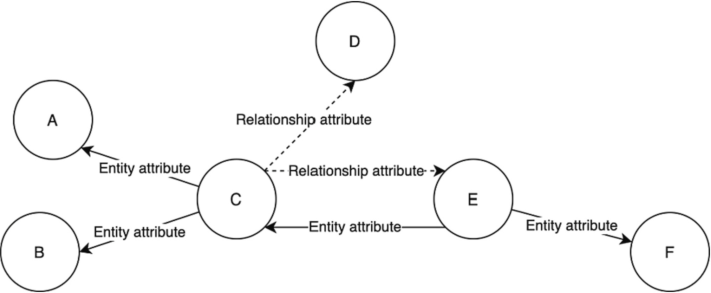 D
A
Relationship attribute
Entity attribute
Relationship attribute
C
E
Entity attribute
Entity attribute
Entity attribute
B
F